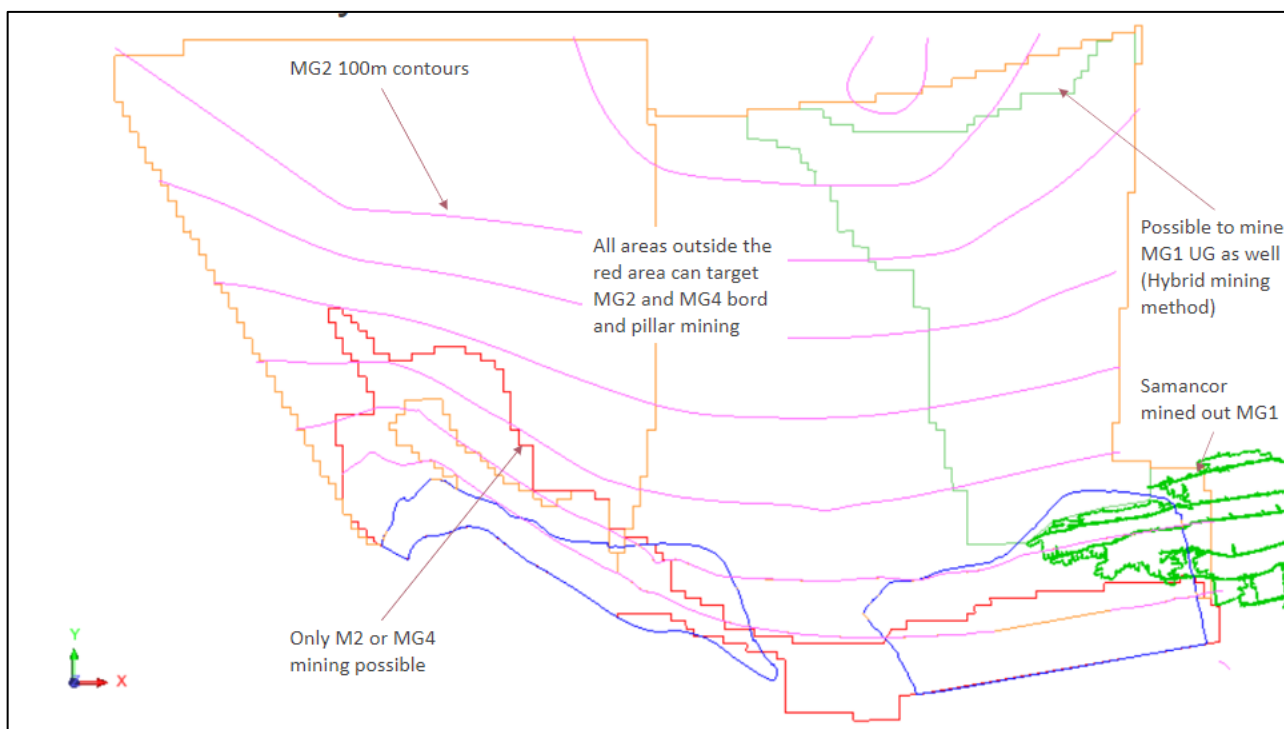 MG2 100m contours
All areas outside the
red area can target
MG2 and MG4 bord
and pillar mining
Possible to mine
MG1 UG as well
(Hybrid mining
method)
Samancor
mined out MG1
Only M2 or MG4
mining possible
Y
X